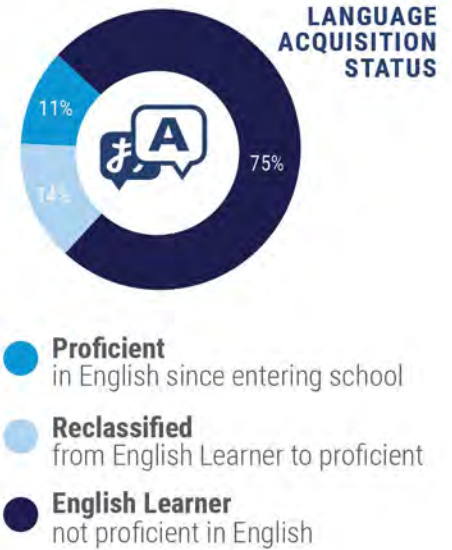 LANGUAGE
ACQUISITION
STATUS
11%
あ
A
75%
14%
Proficient
in English since entering school
Reclassified
from English Learner to proficient
English Learner
not proficient in English